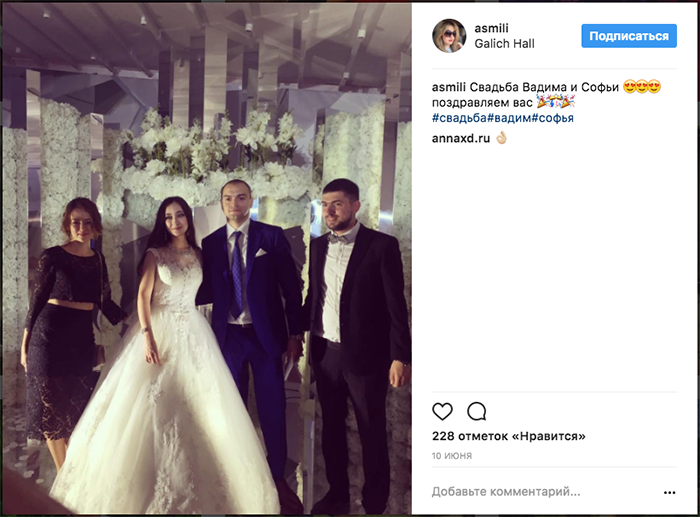 asmili
Galich Hall
Подписаться
asmili Свадьба Вадима и Софьи 😍😍😍
поздравляем вас 🎉🎊🎉
#свадьба#вадим#софья
annaxd.ru 👌🏻
228 отметок «Нравится»
10 ИЮНЯ
Добавьте комментарий...